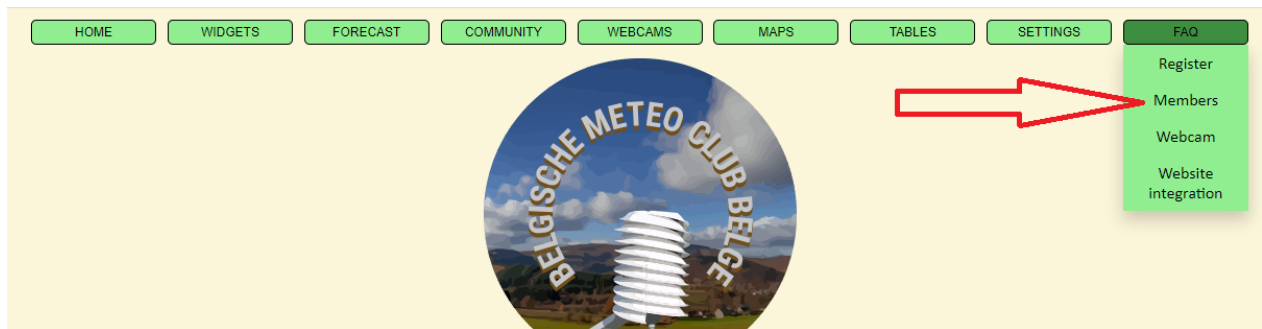 HOME WIDGETS FORECAST COMMUNITY WEBCAMS MAPS TABLES SETTINGS FAQ
Register
Members
Webcam
Website
integration
BELGISCHE METEO CLUB BELGE